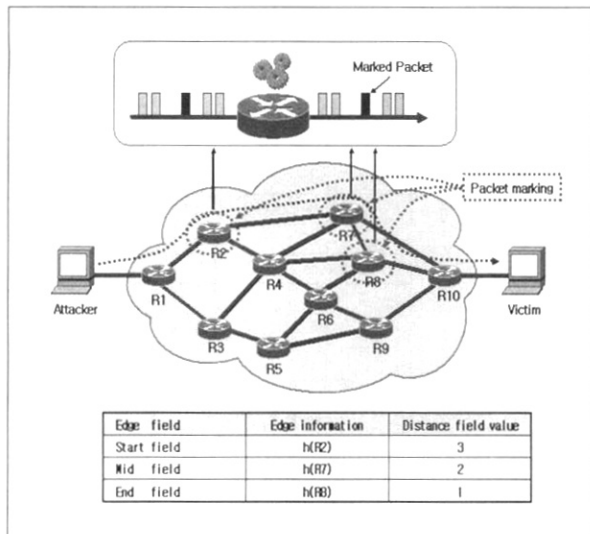 Marked Packet
Packet marking
R7
R2
R8
R4
R1
R10
Attacker
Victim
R6
R3
R9
R5
Edge field Edge information Distance field value
Start field h(R2) 3
Mid field h(R7) 2
End field h(R8) 1